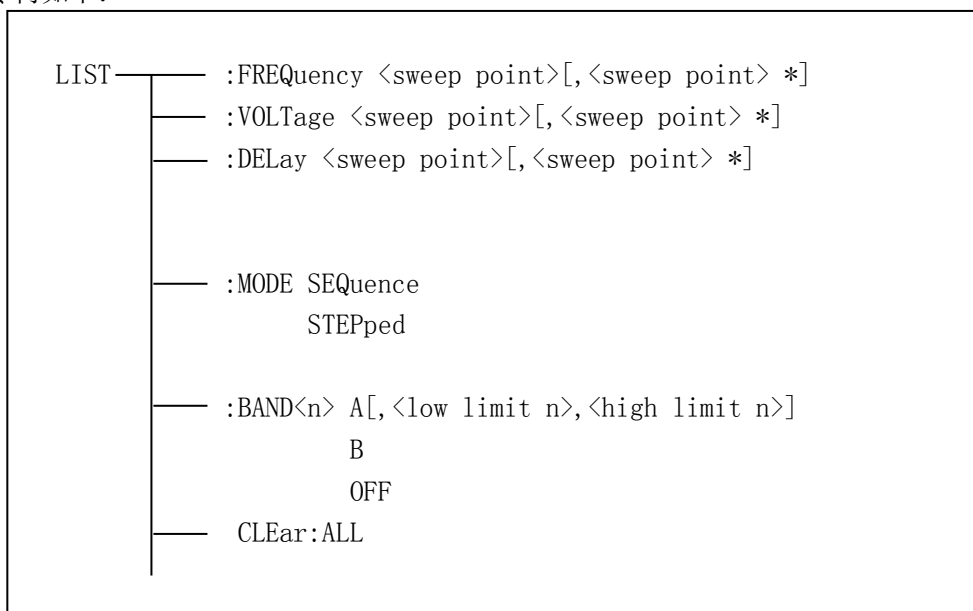 LIST :FREQuency <sweep point>[,<sweep point> *]
:VOLTage <sweep point>[,<sweep point> *]
:DELay <sweep point>[,<sweep point> *]
:MODE SEQuence
STEPped
:BAND<n> A[,<low limit n>,<high limit n>]
B
OFF
CLEar:ALL